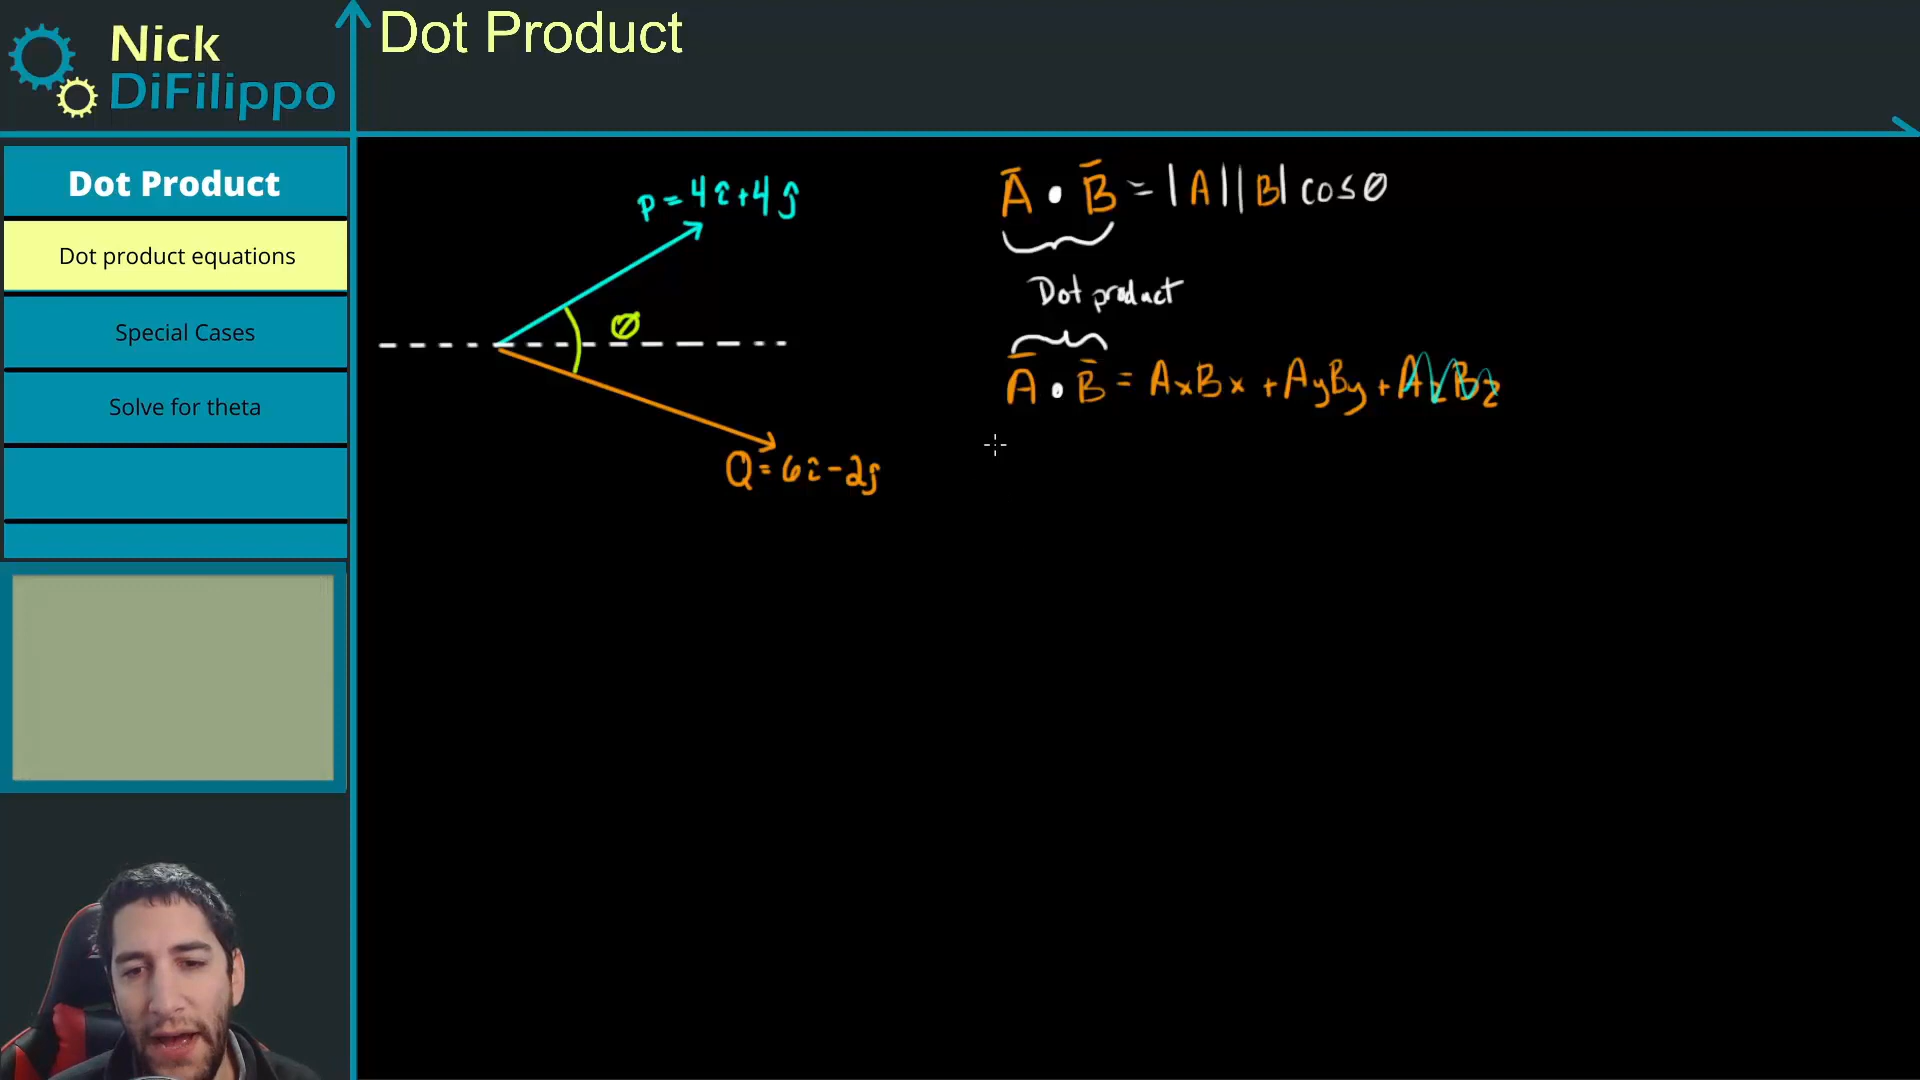 Nick
DiFilippo
Dot Product
Dot Product
Dot product equations
Special Cases
Solve for theta
P = 4î + 4ĵ
θ
Q = 6î - 2ĵ
Ā • B̄ = |A||B| cos θ
Dot product
Ā • B̄ = AxBx + AyBy + AzBz